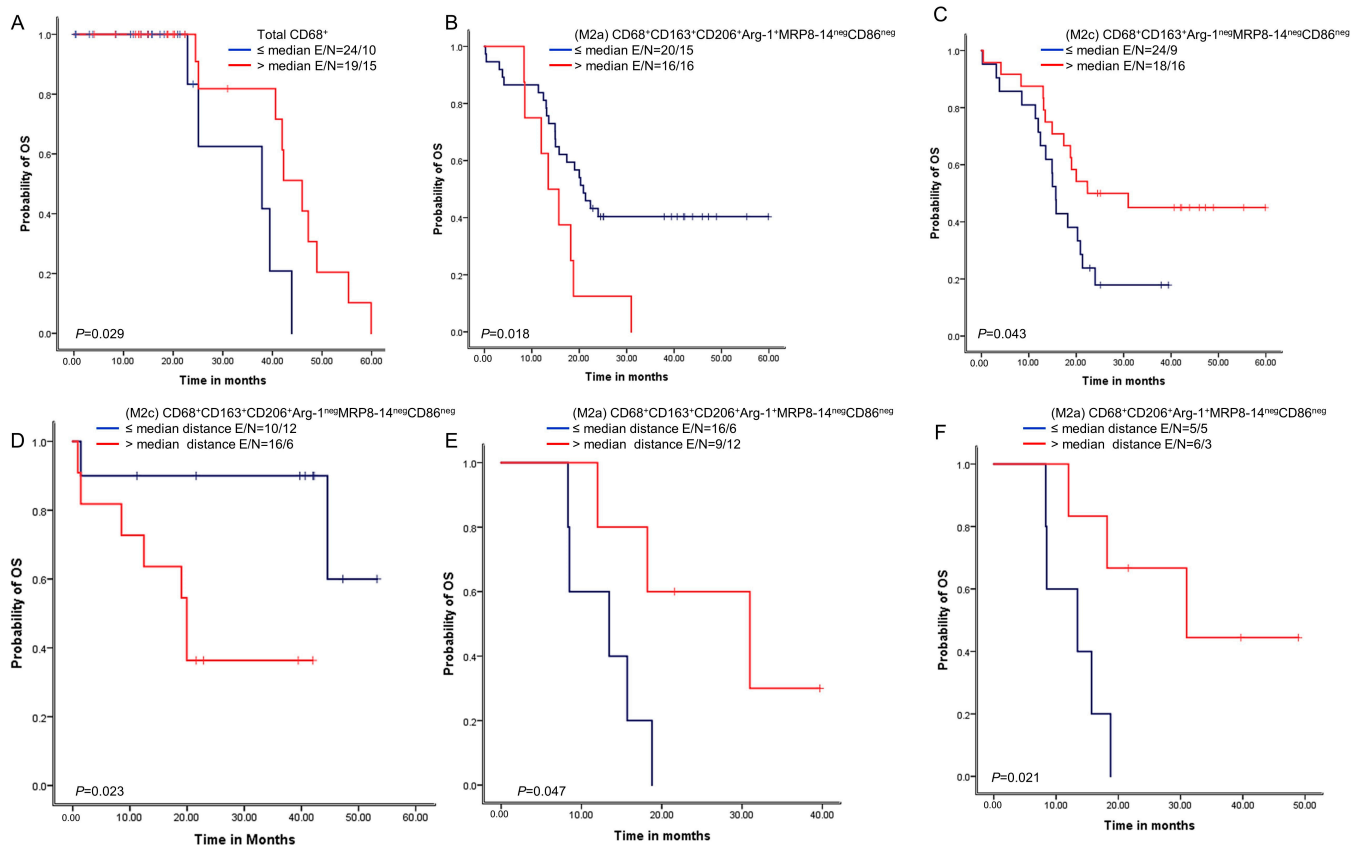 A
Total CD68⁺
≤ median E/N=24/10
> median E/N=19/15
Probability of OS
1.0
0.8
0.6
0.4
0.2
0.0
P=0.029
0.00 10.00 20.00 30.00 40.00 50.00 60.00
Time in months
B
(M2a) CD68⁺CD163⁺CD206⁺Arg-1⁺MRP8-14ⁿᵉᵍCD86ⁿᵉᵍ
≤ median E/N=20/15
> median E/N=16/16
Probability of OS
1.0
0.8
0.6
0.4
0.2
0.0
P=0.018
0.00 10.00 20.00 30.00 40.00 50.00 60.00
Time in months
C
(M2c) CD68⁺CD163⁺Arg-1ⁿᵉᵍMRP8-14ⁿᵉᵍCD86ⁿᵉᵍ
≤ median E/N=24/9
> median E/N=18/16
Probability of OS
1.0
0.8
0.6
0.4
0.2
0.0
P=0.043
0.00 10.00 20.00 30.00 40.00 50.00 60.00
Time in months
D
(M2c) CD68⁺CD163⁺CD206⁺Arg-1ⁿᵉᵍMRP8-14ⁿᵉᵍCD86ⁿᵉᵍ
≤ median distance E/N=10/12
> median distance E/N=16/6
Probability of OS
1.0
0.8
0.6
0.4
0.2
0.0
P=0.023
0.00 10.00 20.00 30.00 40.00 50.00 60.00
Time in Months
E
(M2a) CD68⁺CD163⁺CD206⁺Arg-1⁺MRP8-14ⁿᵉᵍCD86ⁿᵉᵍ
≤ median distance E/N=16/6
> median distance E/N=9/12
Probability of OS
1.0
0.8
0.6
0.4
0.2
0.0
P=0.047
0.00 10.00 20.00 30.00 40.00
Time in momths
F
(M2a) CD68⁺CD206⁺Arg-1⁺MRP8-14ⁿᵉᵍCD86ⁿᵉᵍ
≤ median distance E/N=5/5
> median distance E/N=6/3
Probability of OS
1.0
0.8
0.6
0.4
0.2
0.0
P=0.021
0.00 10.00 20.00 30.00 40.00 50.00
Time in months